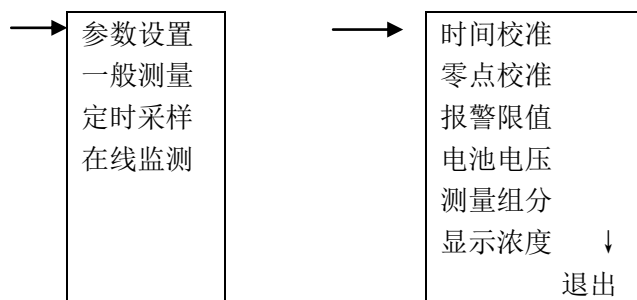 参数设置
一般测量
定时采样
在线监测
时间校准
零点校准
报警限值
电池电压
测量组分
显示浓度 ↓
退出